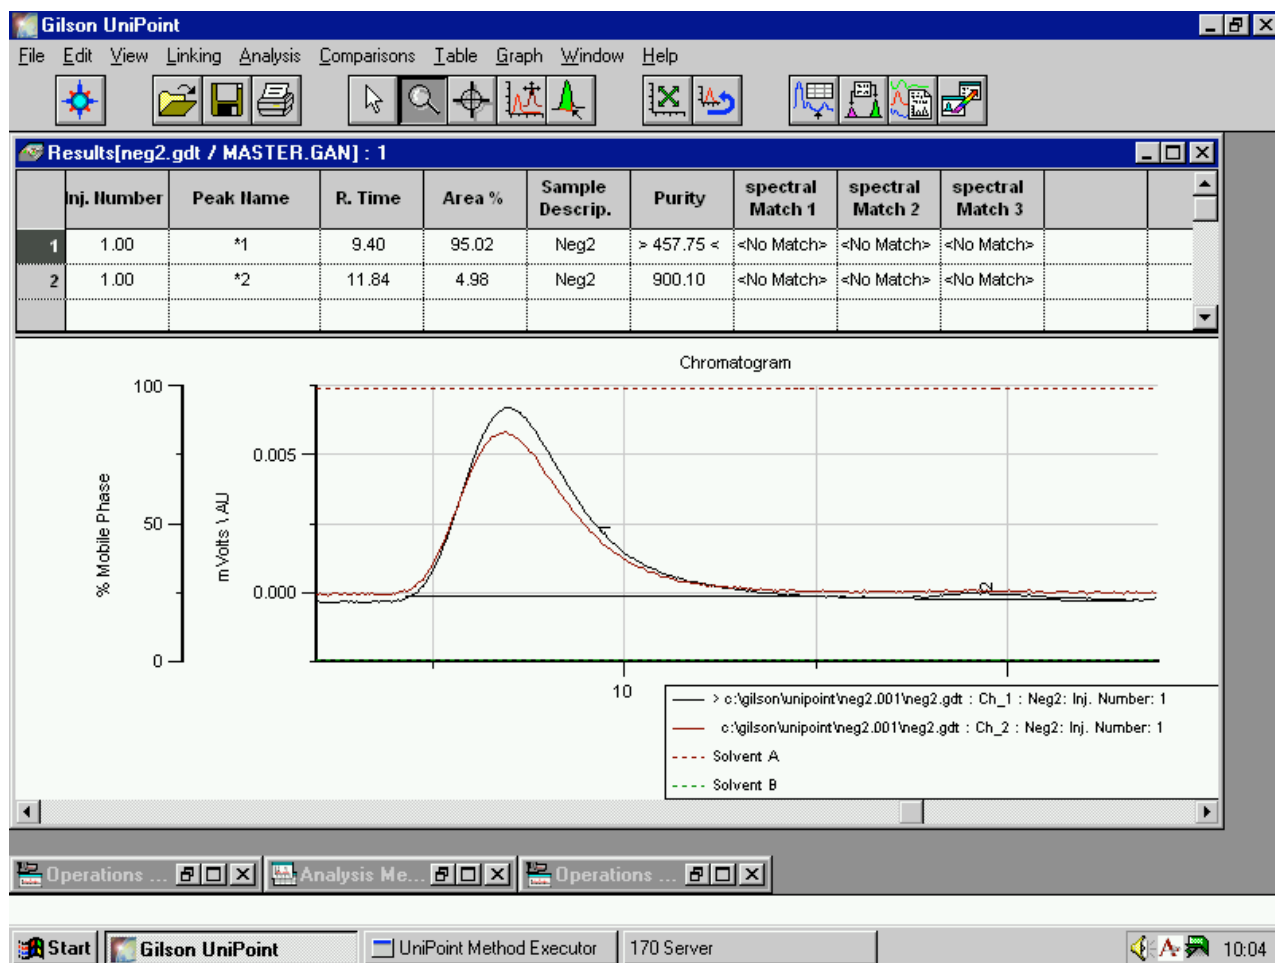 Gilson UniPoint
File Edit View Linking Analysis Comparisons Table Graph Window Help
Results[neg2.gdt / MASTER.GAN] : 1
Inj. Number Peak Name R. Time Area % Sample Descrip. Purity spectral Match 1 spectral Match 2 spectral Match 3
1 1.00 *1 9.40 95.02 Neg2 > 457.75 < <No Match> <No Match> <No Match>
2 1.00 *2 11.84 4.98 Neg2 900.10 <No Match> <No Match> <No Match>
Chromatogram
% Mobile Phase
100
50
0
mVolts \ AU
0.005
0.000
1
2
10
> c:\gilson\unipoint\neg2.001\neg2.gdt : Ch_1 : Neg2: Inj. Number: 1
c:\gilson\unipoint\neg2.001\neg2.gdt : Ch_2 : Neg2: Inj. Number: 1
Solvent A
Solvent B
Operations ... Analysis Me... Operations ...
Start Gilson UniPoint UniPoint Method Executor 170 Server 10:04